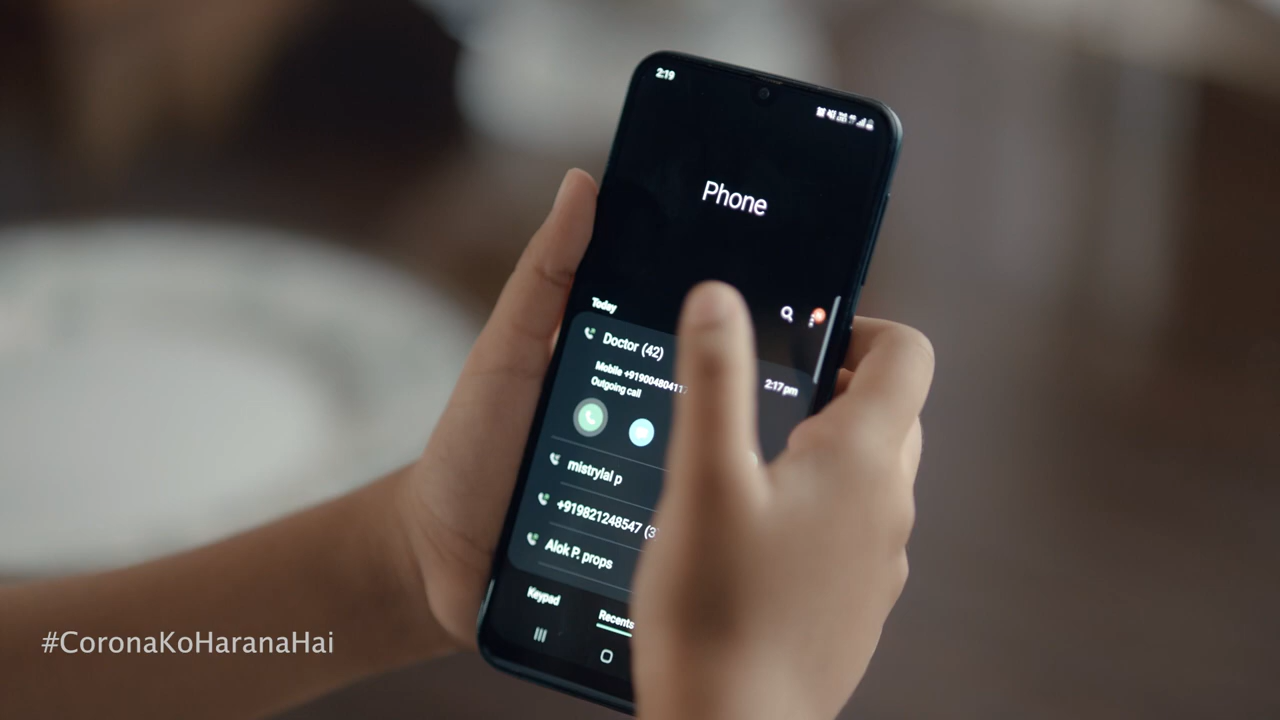 2:19
Phone
Today
Doctor (42)
2:17 pm
Mobile +9190048041
Outgoing call
mistrylal p
+919821248547 (3
Alok P. props
Keypad
Recents
#CoronaKoHaranaHai